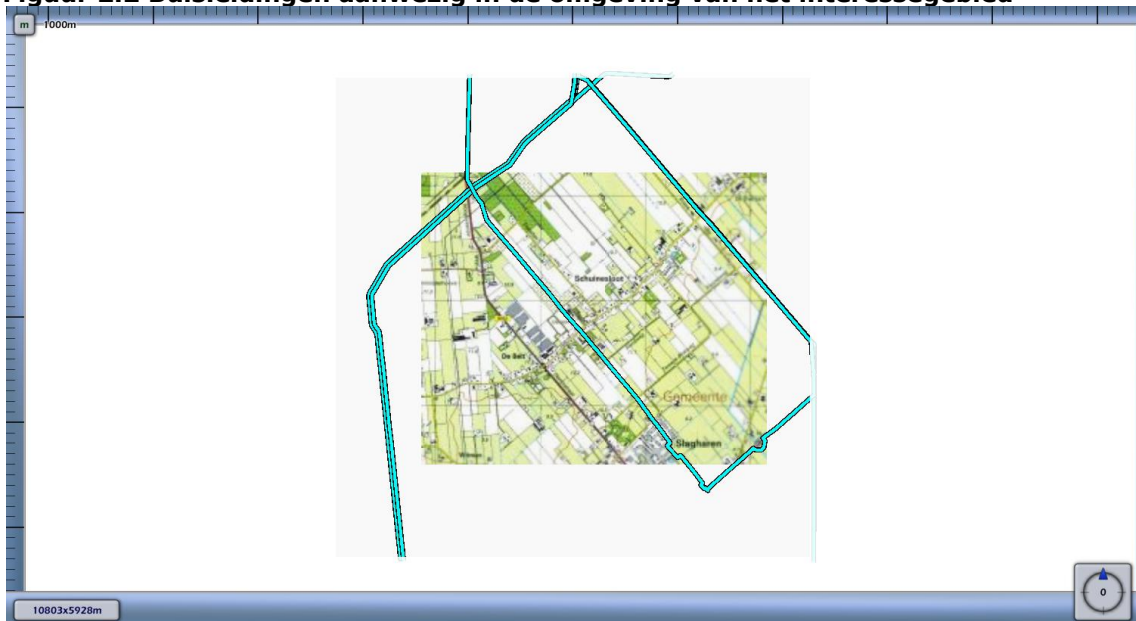 Figuur 2.2 Buisleidingen aanwezig in de omgeving van het interessegebied
m
1000m
Schuinesloot
De Belt
Gemeente
Slagharen
10803x5928m
0